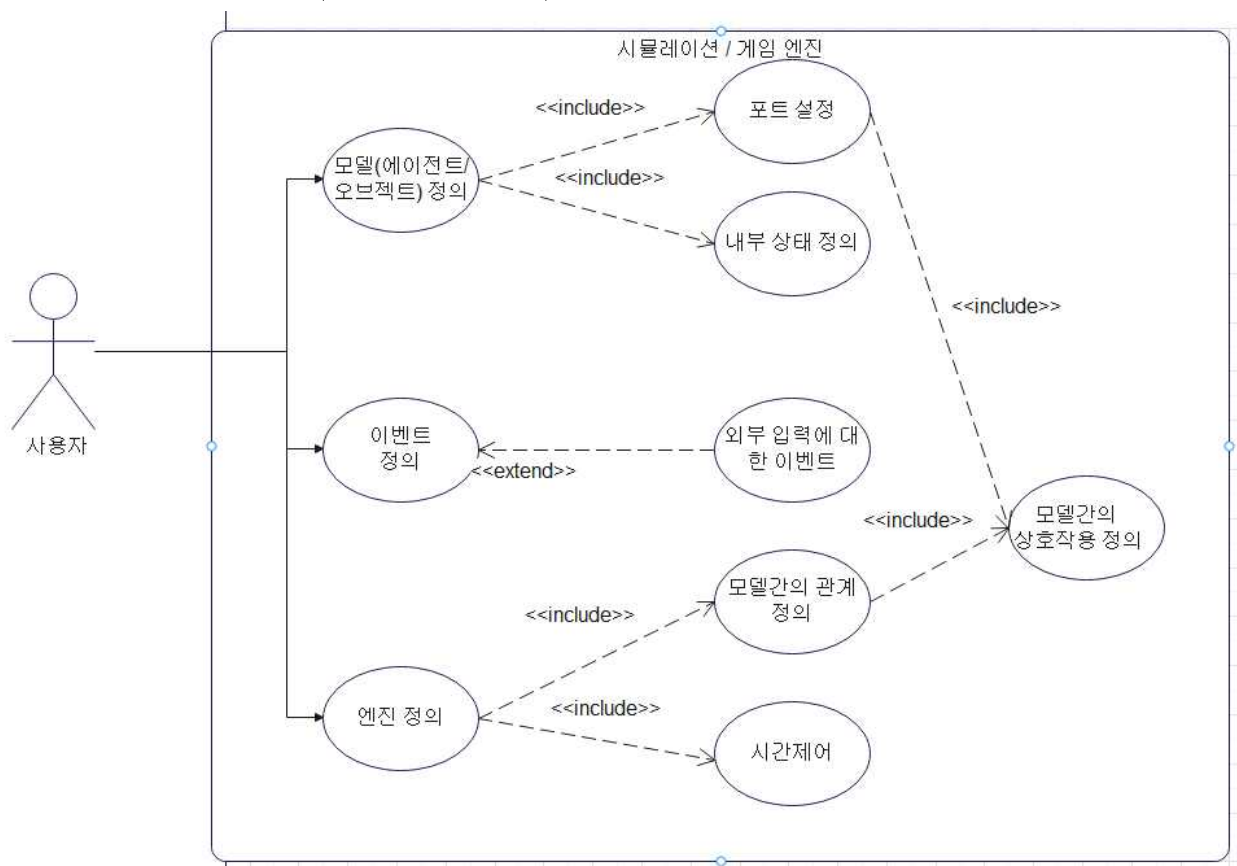 시뮬레이션 / 게임 엔진
<<include>>
포트 설정
모델(에이전트/
오브젝트) 정의
<<include>>
내부 상태 정의
<<include>>
사용자
이벤트
정의
<<extend>>
외부 입력에 대
한 이벤트
<<include>>
모델간의
상호작용 정의
<<include>>
모델간의 관계
정의
엔진 정의
<<include>>
시간제어